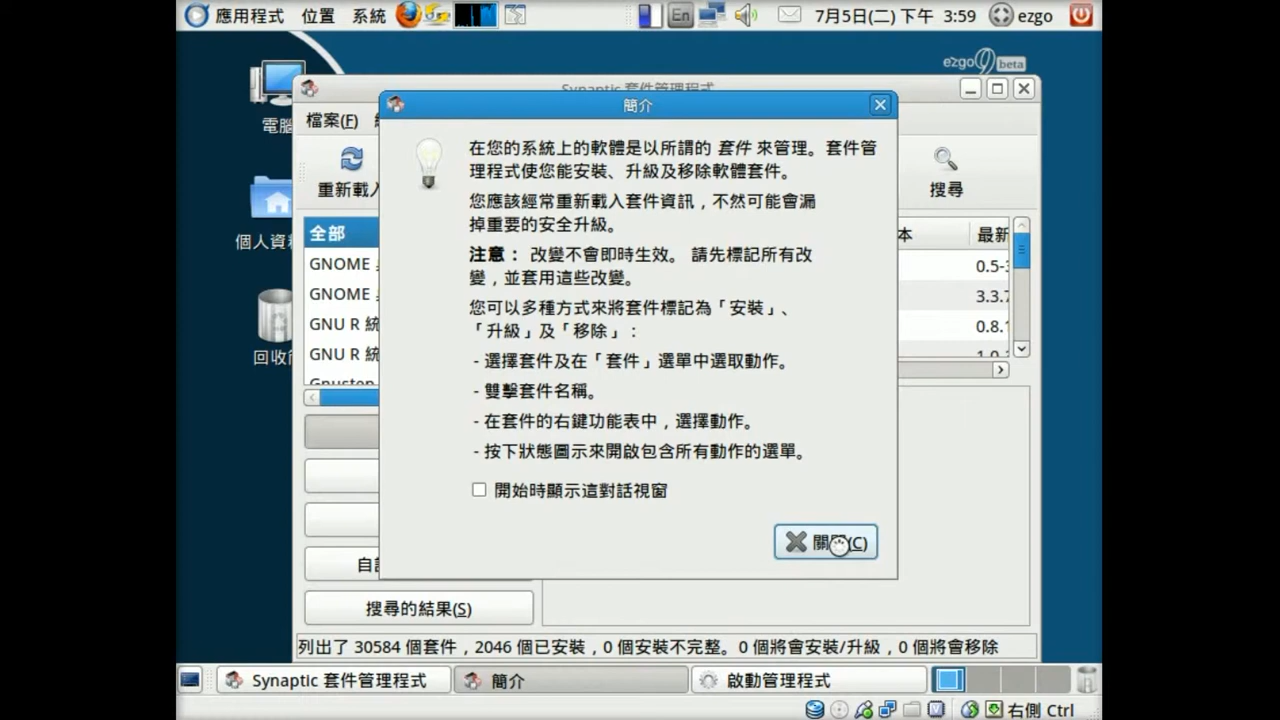 應用程式 位置 系統
En
7月5日(二) 下午 3:59
ezgo
ezgo9 beta
電腦
回收
Synaptic 套件管理程式
檔案(F)
重新載入
搜尋
全部
GNOME
GNOME
GNU R 統
GNU R 統
Gnustep
本 最新
0.5-
3.3.7
0.8.
簡介
在您的系統上的軟體是以所謂的 套件 來管理。套件管
理程式使您能安裝、升級及移除軟體套件。
您應該經常重新載入套件資訊，不然可能會漏
掉重要的安全升級。
注意： 改變不會即時生效。 請先標記所有改
變，並套用這些改變。
您可以多種方式來將套件標記為「安裝」、
「升級」及「移除」：
- 選擇套件及在「套件」選單中選取動作。
- 雙擊套件名稱。
- 在套件的右鍵功能表中，選擇動作。
- 按下狀態圖示來開啟包含所有動作的選單。
開始時顯示這對話視窗
關閉(C)
自
搜尋的結果(S)
列出了 30584 個套件，2046 個已安裝，0 個安裝不完整。0 個將會安裝/升級，0 個將會移除
Synaptic 套件管理程式
簡介
啟動管理程式
右側 Ctrl